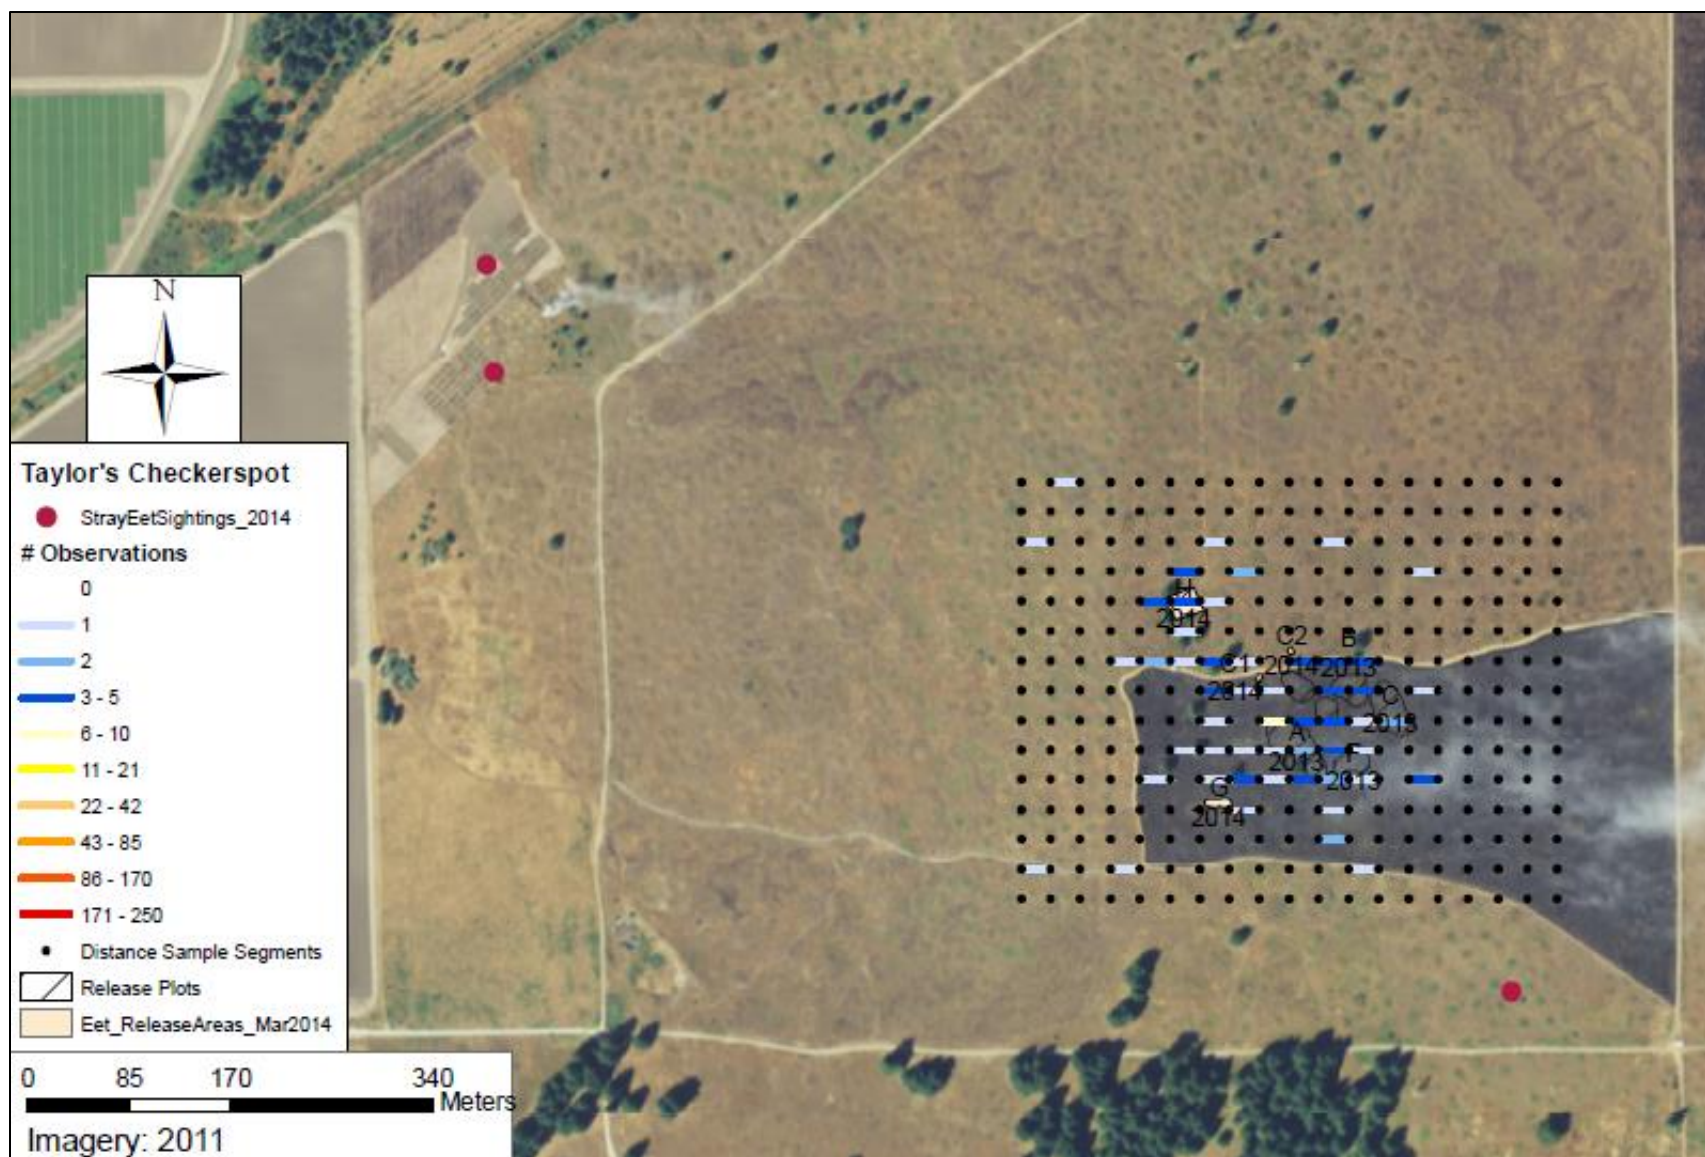 N
Taylor's Checkerspot
StrayEetSightings_2014
# Observations
0
1
2
3 - 5
6 - 10
11 - 21
22 - 42
43 - 85
86 - 170
171 - 250
Distance Sample Segments
Release Plots
Eet_ReleaseAreas_Mar2014
0 85 170 340
Meters
Imagery: 2011
H
2014
C2
2014
B
2013
C1
2014
C
2013
A
2013
F
2013
G
2014